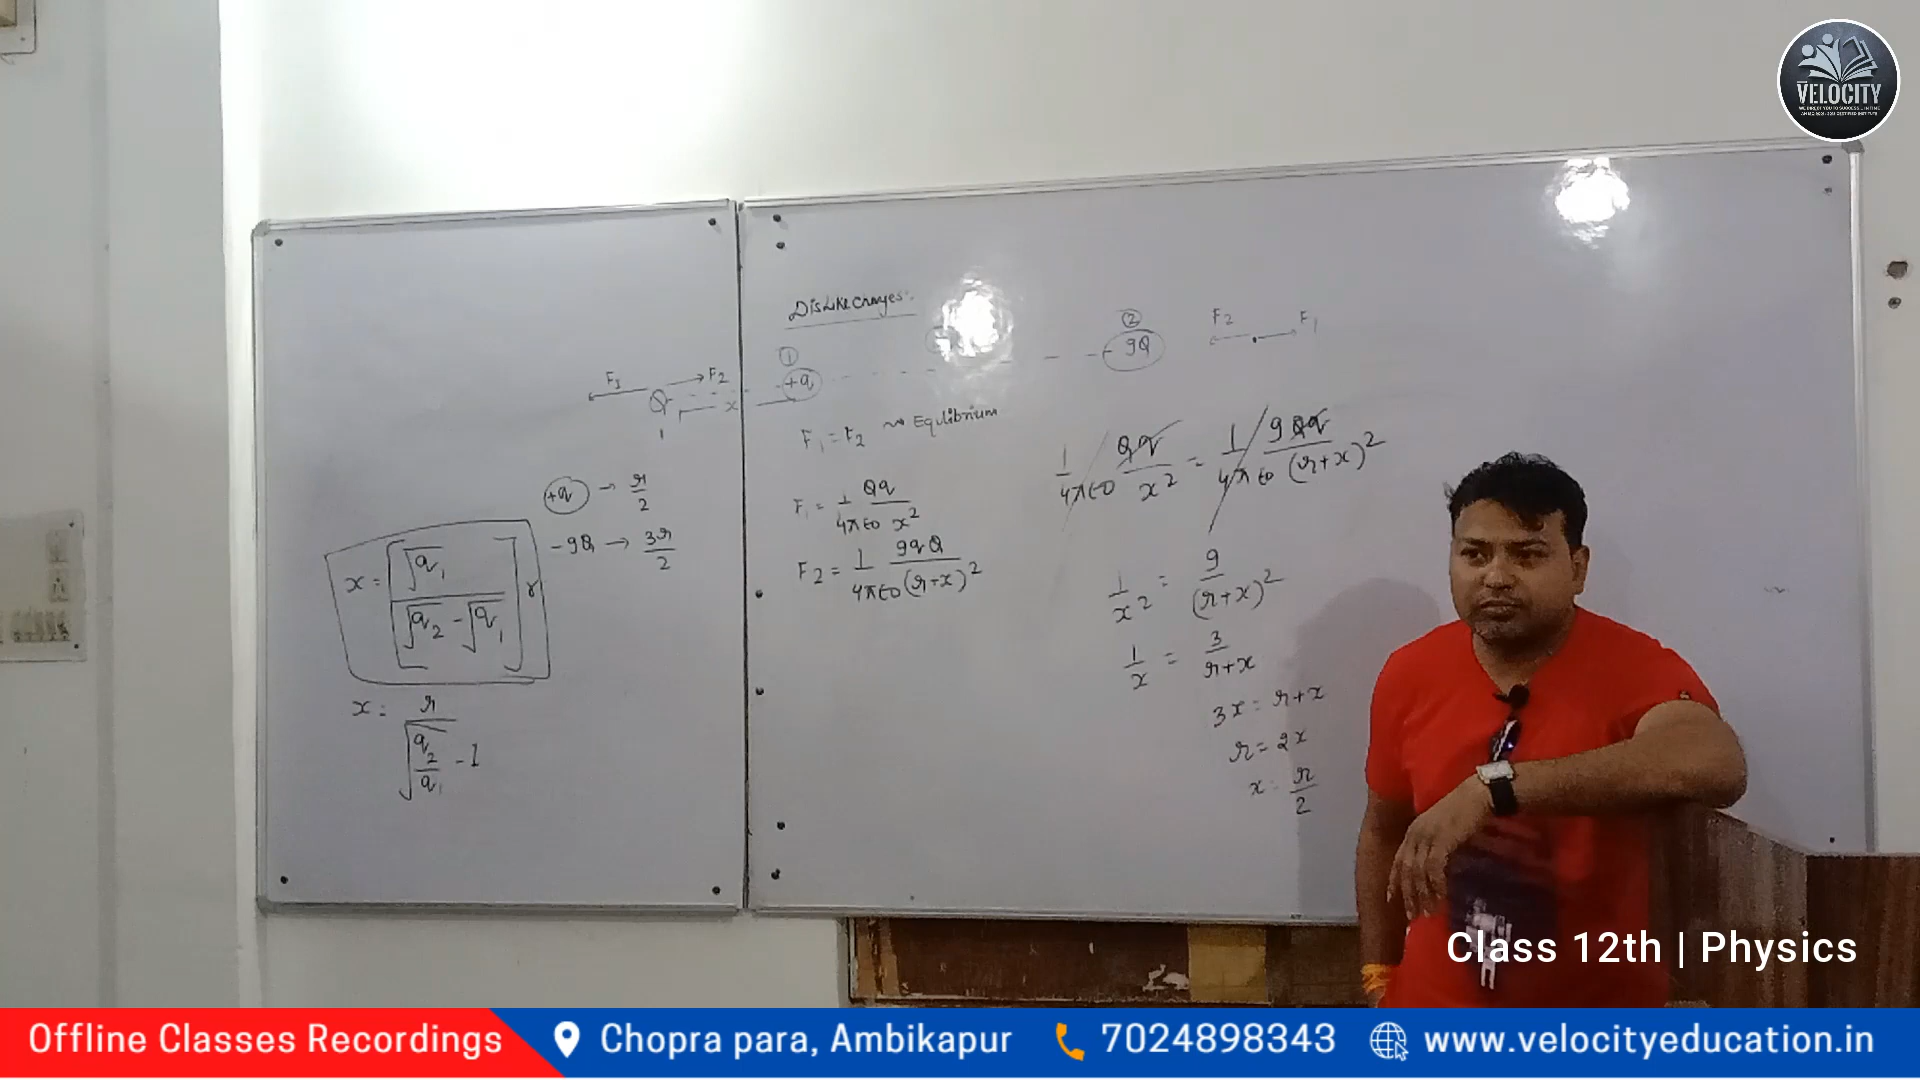 VELOCITY
F₁ → F₂
Q
x
+q → r/2
-9Q → 3r/2
x = [√q₁ / (√q₂ - √q₁)] r
x = r / (√(q₂/q₁) - 1)
DisLike Charges:
① ②
+q - 9Q
F₂ F₁
F₁ = F₂ ~> Equlibrium
F₁ = 1/4πε0 Qq/x²
F₂ = 1/4πε0 9qQ/(r+x)²
1/4πε0 Qq/x² = 1/4πε0 9Qq/(r+x)²
1/x² = 9/(r+x)²
1/x = 3/r+x
3x = r+x
r = 2x
x = r/2
Class 12th | Physics
Offline Classes Recordings
Chopra para, Ambikapur
7024898343
www.velocityeducation.in